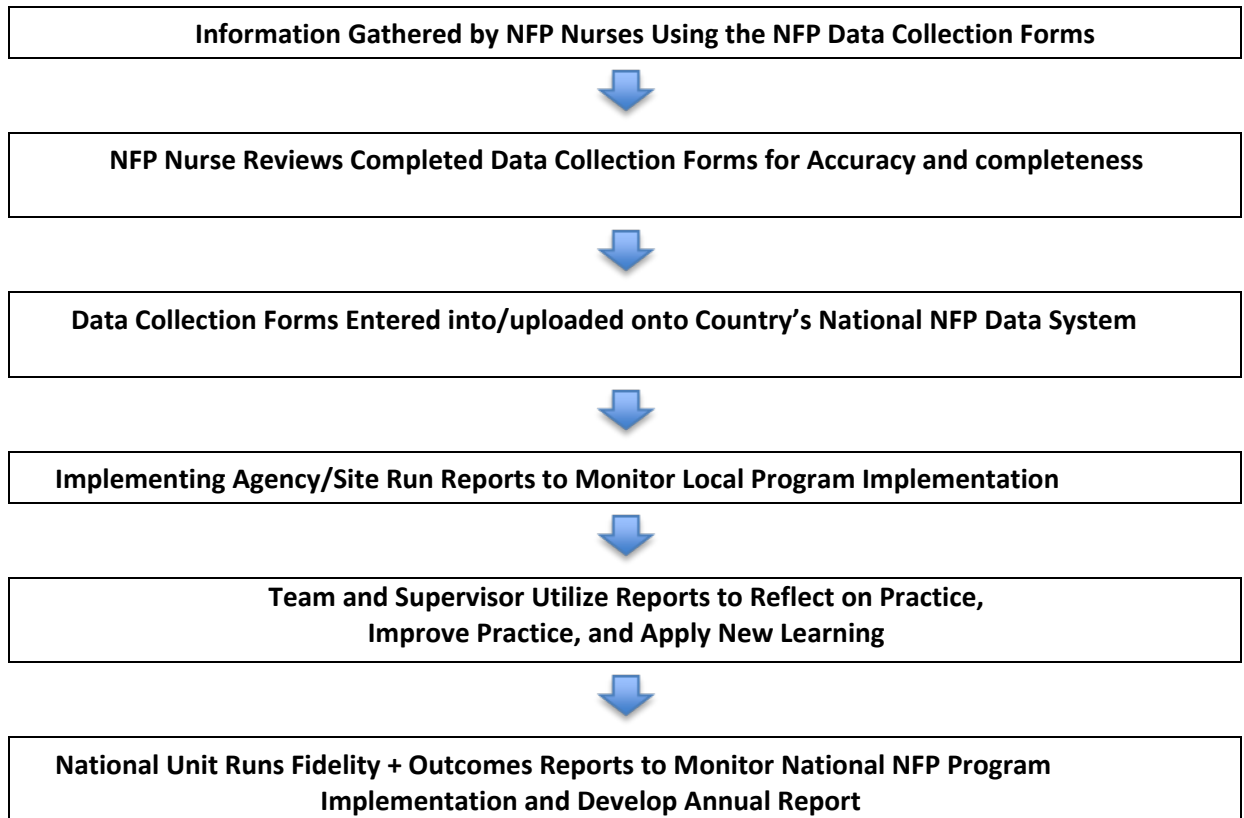 Information Gathered by NFP Nurses Using the NFP Data Collection Forms
NFP Nurse Reviews Completed Data Collection Forms for Accuracy and completeness
Data Collection Forms Entered into/uploaded onto Country’s National NFP Data System
Implementing Agency/Site Run Reports to Monitor Local Program Implementation
Team and Supervisor Utilize Reports to Reflect on Practice,
Improve Practice, and Apply New Learning
National Unit Runs Fidelity + Outcomes Reports to Monitor National NFP Program
Implementation and Develop Annual Report